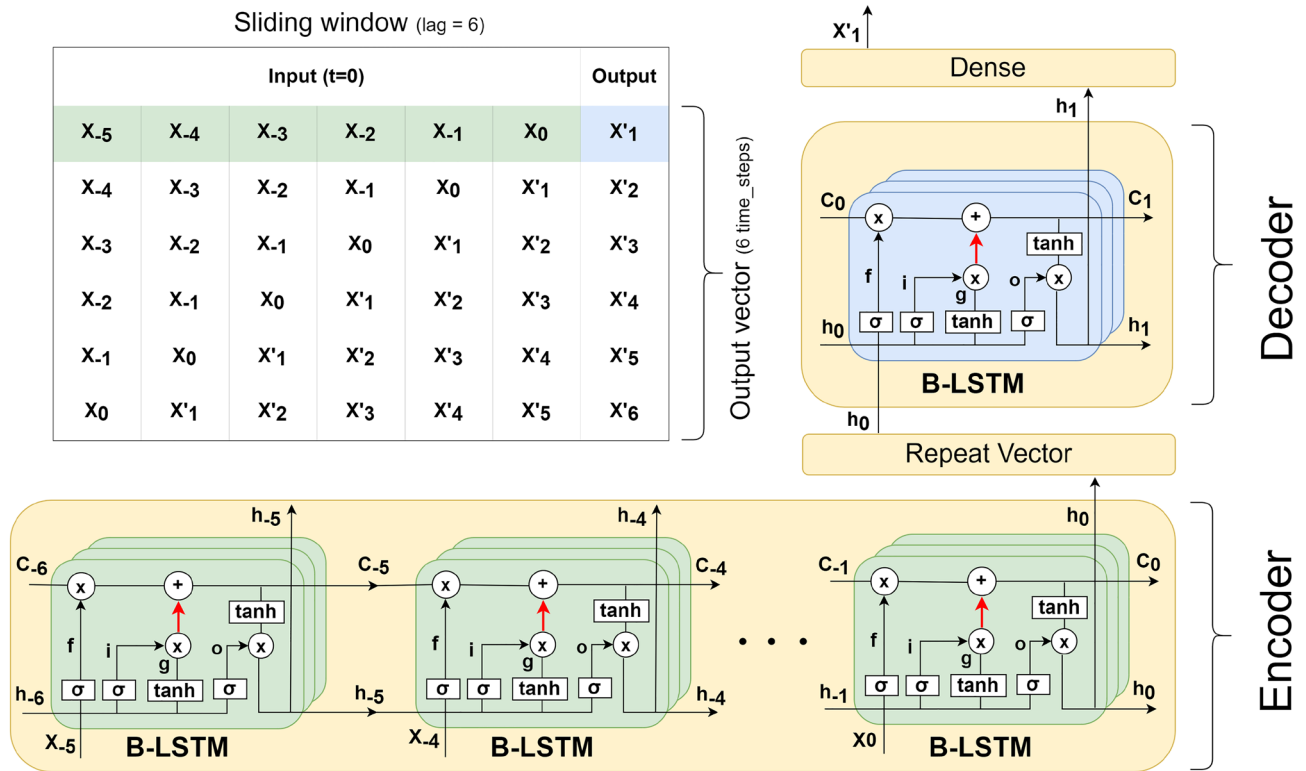 Sliding window (lag = 6)
Input (t=0) Output
X-5 X-4 X-3 X-2 X-1 X0 X'1
X-4 X-3 X-2 X-1 X0 X'1 X'2
X-3 X-2 X-1 X0 X'1 X'2 X'3
X-2 X-1 X0 X'1 X'2 X'3 X'4
X-1 X0 X'1 X'2 X'3 X'4 X'5
X0 X'1 X'2 X'3 X'4 X'5 X'6
Output vector (6 time_steps)
X'1
Dense
h1
C0 x + C1
tanh
f i x o x
g
h0 σ σ tanh σ h1
B-LSTM
Decoder
h0
Repeat Vector
h-5 h-4 h0
C-6 x + C-5 x + C-4 C-1 x + C0
tanh tanh tanh
f i x o x f i x o x . . . f i x o x
g g g
h-6 σ σ tanh σ h-5 σ σ tanh σ h-4 h-1 σ σ tanh σ h0
X-5 B-LSTM X-4 B-LSTM X0 B-LSTM
Encoder